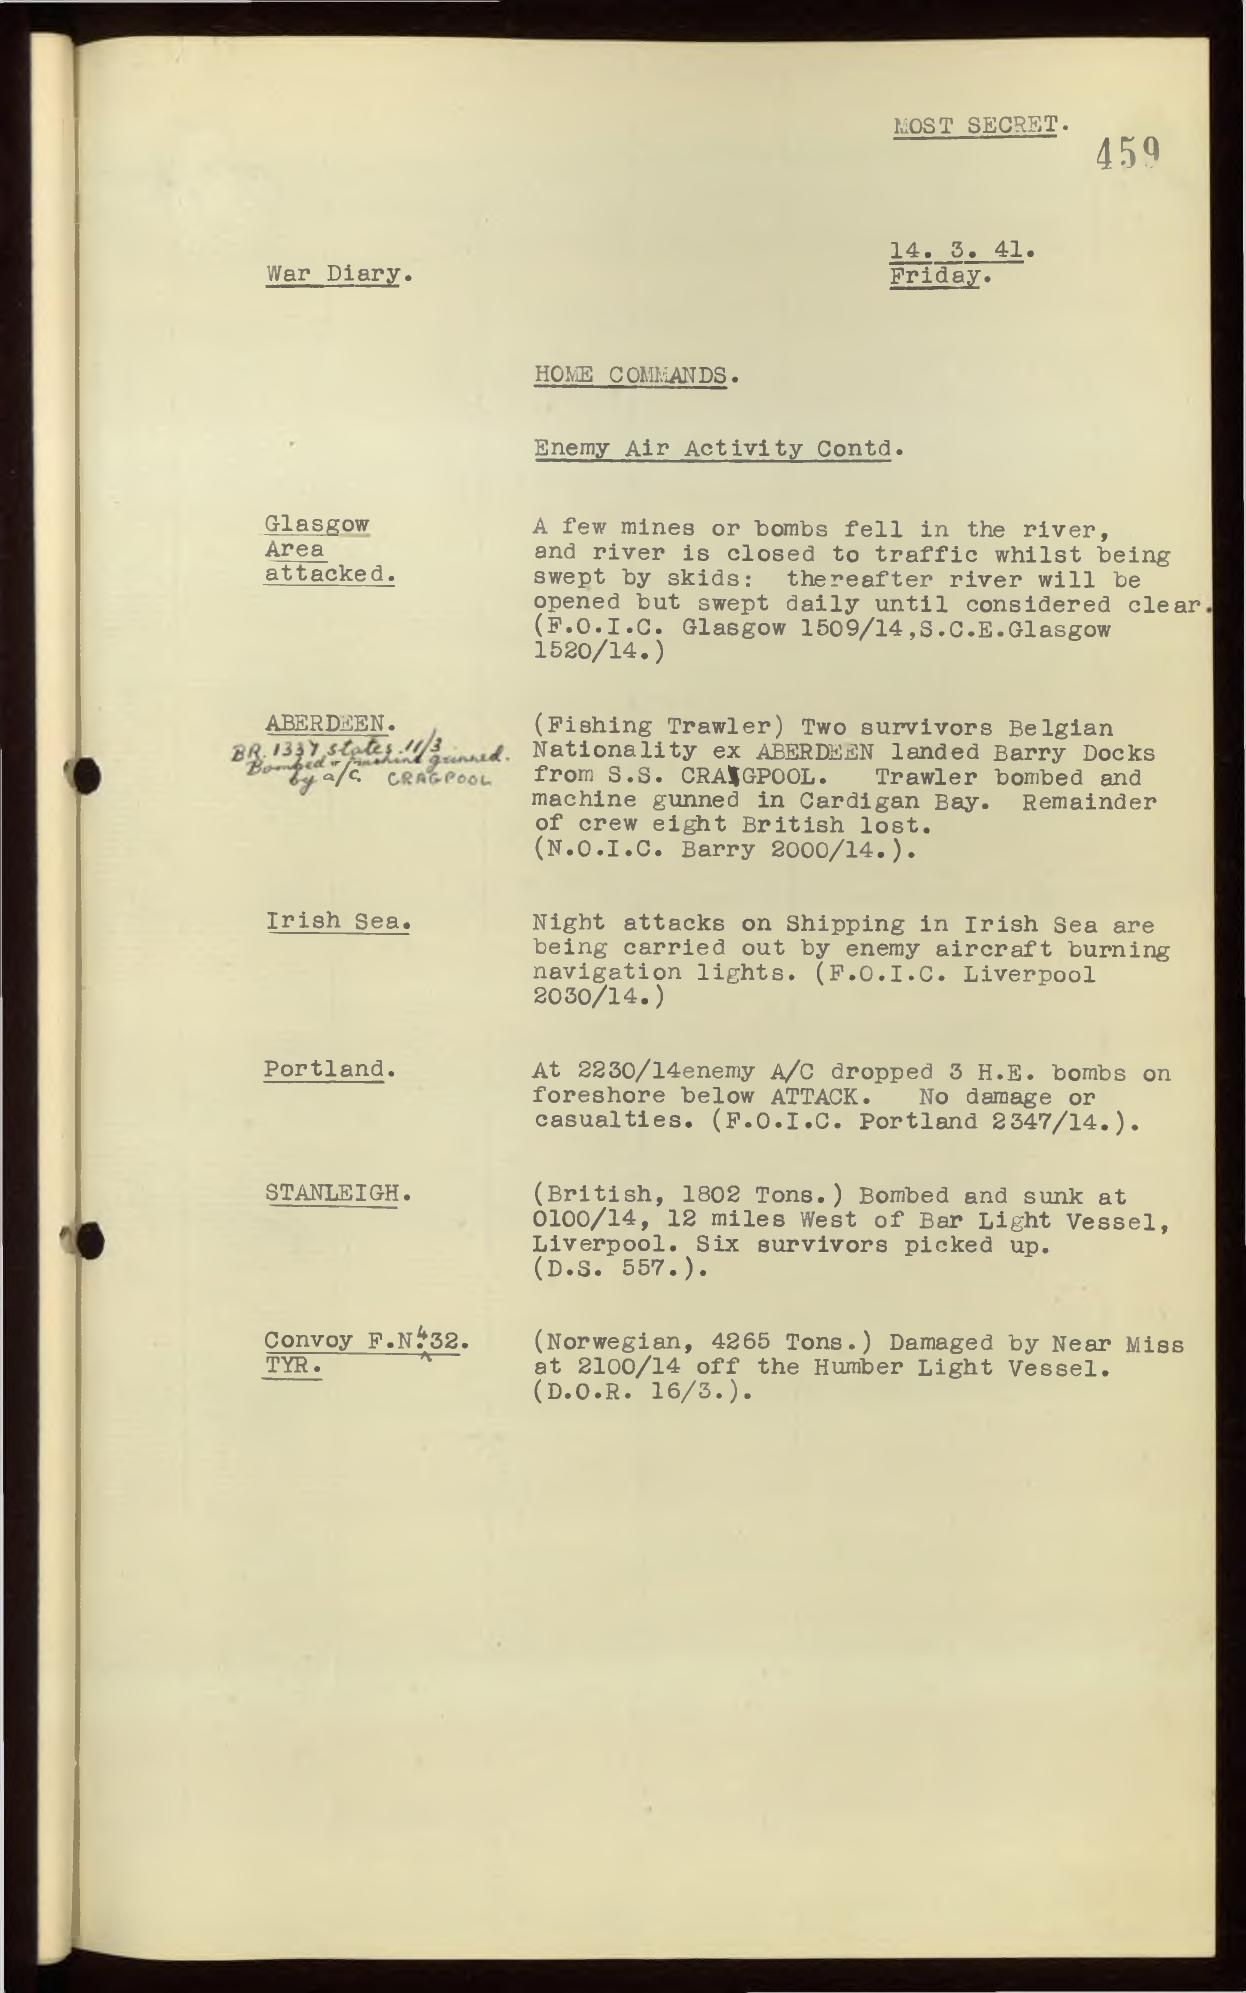 MOST SECRET.
459
14. 3. 41.
War Diary.
Friday.
HOME COMMANDS.
Enemy Air Activity Contd.
Glasgow
Area
attacked.
A few mines or bombs fell in the river,
and river is closed to traffic whilst being
swept by skids: thereafter river will be
opened but swept daily until considered clear.
(F.O.I.C. Glasgow 1509/14,S.C.E.Glasgow
1520/14.)
ABERDEEN.
BR. 1337 states 11/3
Bombed & machine gunned.
by a/c. CRAGPOOL
(Fishing Trawler) Two survivors Belgian
Nationality ex ABERDEEN landed Barry Docks
from S.S. CRAGPOOL. Trawler bombed and
machine gunned in Cardigan Bay. Remainder
of crew eight British lost.
(N.O.I.C. Barry 2000/14.).
Irish Sea.
Night attacks on Shipping in Irish Sea are
being carried out by enemy aircraft burning
navigation lights. (F.O.I.C. Liverpool
2030/14.)
Portland.
At 2230/14enemy A/C dropped 3 H.E. bombs on
foreshore below ATTACK. No damage or
casualties. (F.O.I.C. Portland 2347/14.).
STANLEIGH.
(British, 1802 Tons.) Bombed and sunk at
0100/14, 12 miles West of Bar Light Vessel,
Liverpool. Six survivors picked up.
(D.S. 557.).
Convoy F.N.432.
TYR.
(Norwegian, 4265 Tons.) Damaged by Near Miss
at 2100/14 off the Humber Light Vessel.
(D.O.R. 16/3.).